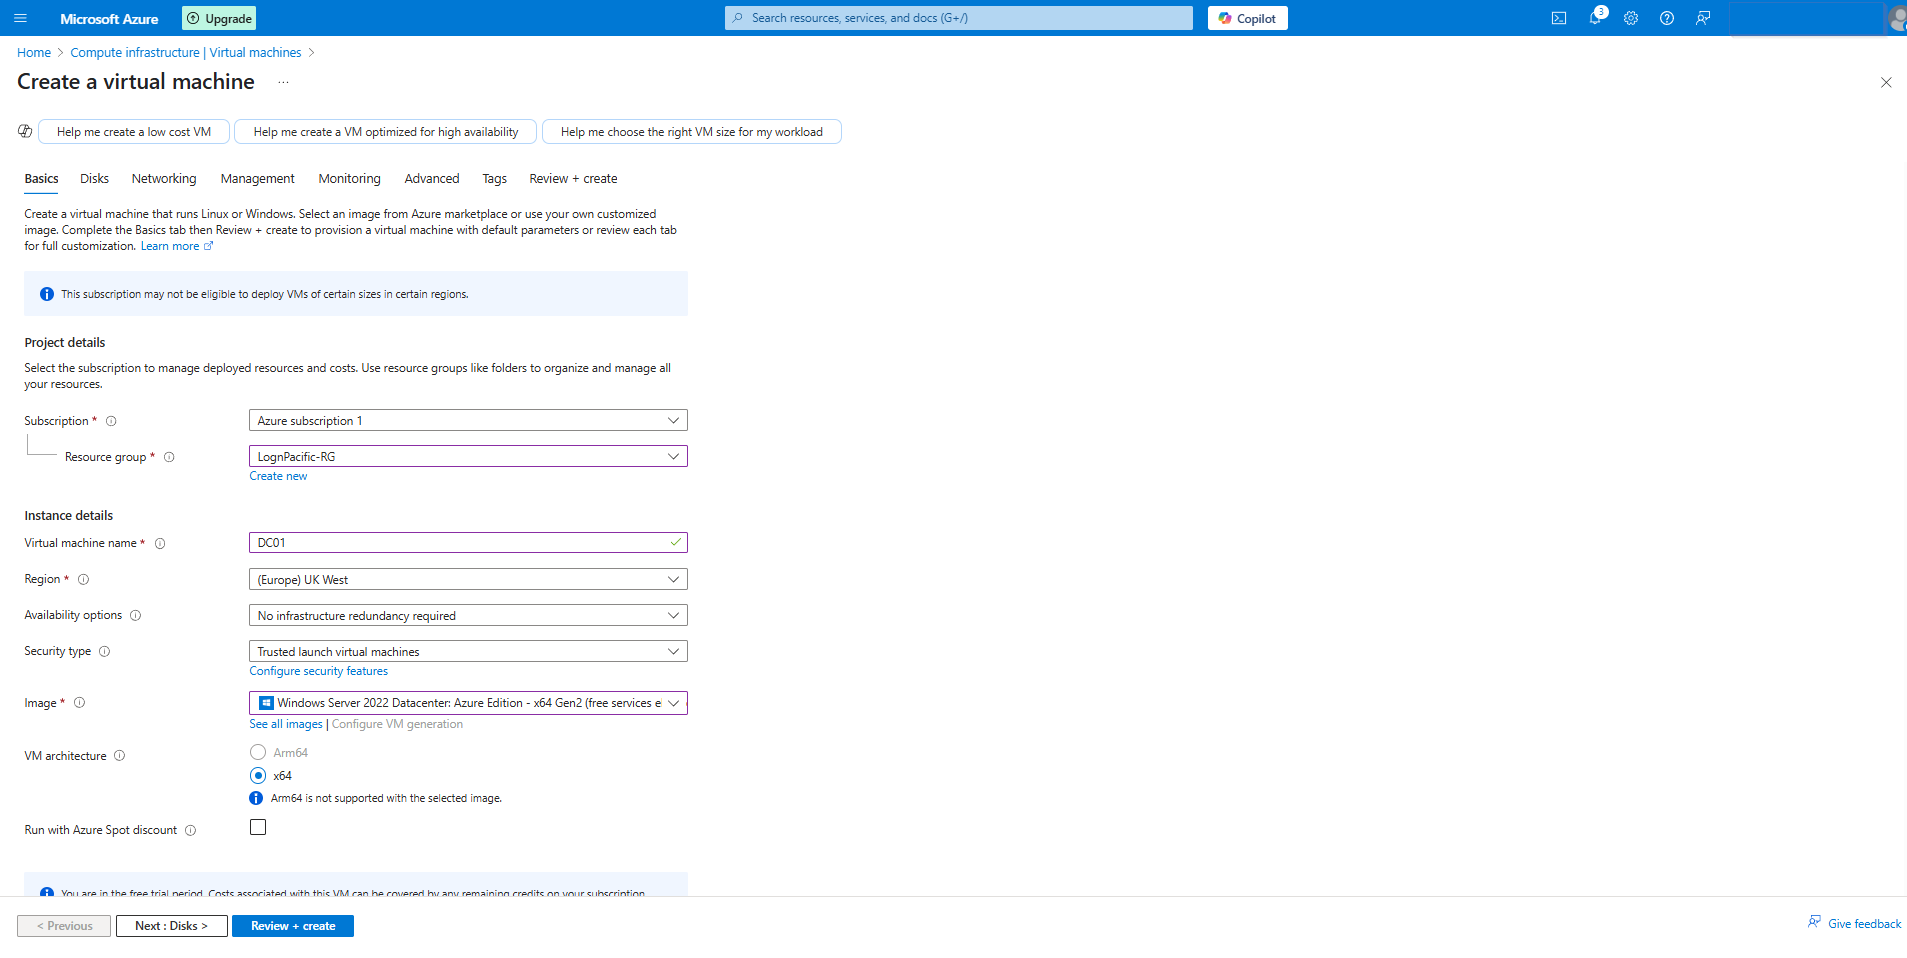 Microsoft Azure
Upgrade
Search resources, services, and docs (G+/)
Copilot
3
Home > Compute infrastructure | Virtual machines >
Create a virtual machine ...
Help me create a low cost VM
Help me create a VM optimized for high availability
Help me choose the right VM size for my workload
Basics Disks Networking Management Monitoring Advanced Tags Review + create
Create a virtual machine that runs Linux or Windows. Select an image from Azure marketplace or use your own customized
image. Complete the Basics tab then Review + create to provision a virtual machine with default parameters or review each tab
for full customization. Learn more
This subscription may not be eligible to deploy VMs of certain sizes in certain regions.
Project details
Select the subscription to manage deployed resources and costs. Use resource groups like folders to organize and manage all
your resources.
Subscription * Azure subscription 1
Resource group * LognPacific-RG
Create new
Instance details
Virtual machine name * DC01
Region * (Europe) UK West
Availability options No infrastructure redundancy required
Security type Trusted launch virtual machines
Configure security features
Image * Windows Server 2022 Datacenter: Azure Edition - x64 Gen2 (free services e
See all images | Configure VM generation
VM architecture Arm64
x64
Arm64 is not supported with the selected image.
Run with Azure Spot discount
You are in the free trial period. Costs associated with this VM can be covered by any remaining credits on your subscription.
< Previous Next : Disks > Review + create Give feedback